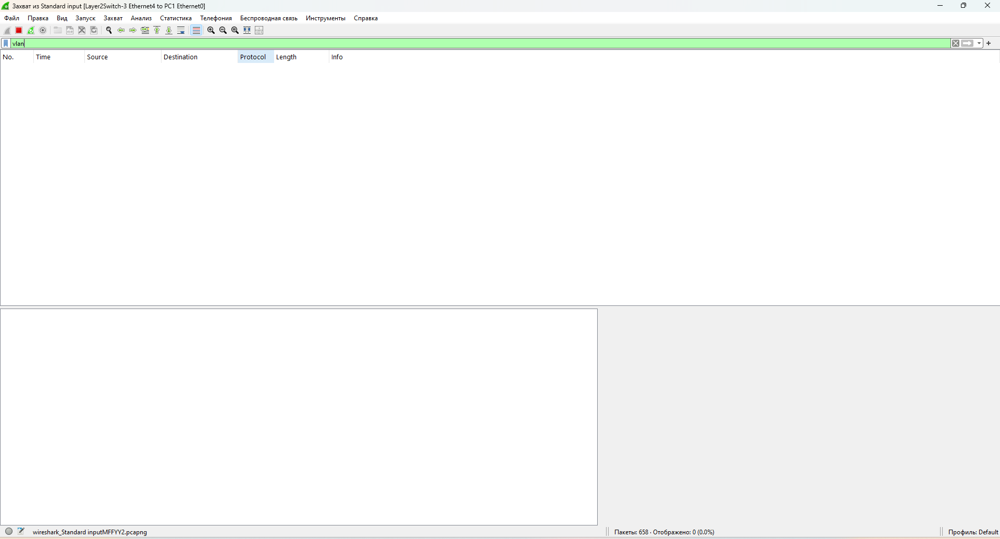 Захват из Standard input [Layer2Switch-3 Ethernet4 to PC1 Ethernet0]
Файл Правка Вид Запуск Захват Анализ Статистика Телефония Беспроводная связь Инструменты Справка
vlan
No. Time Source Destination Protocol Length Info
wireshark_Standard inputMFFYY2.pcapng Пакеты: 658 · Отображено: 0 (0.0%) Профиль: Default